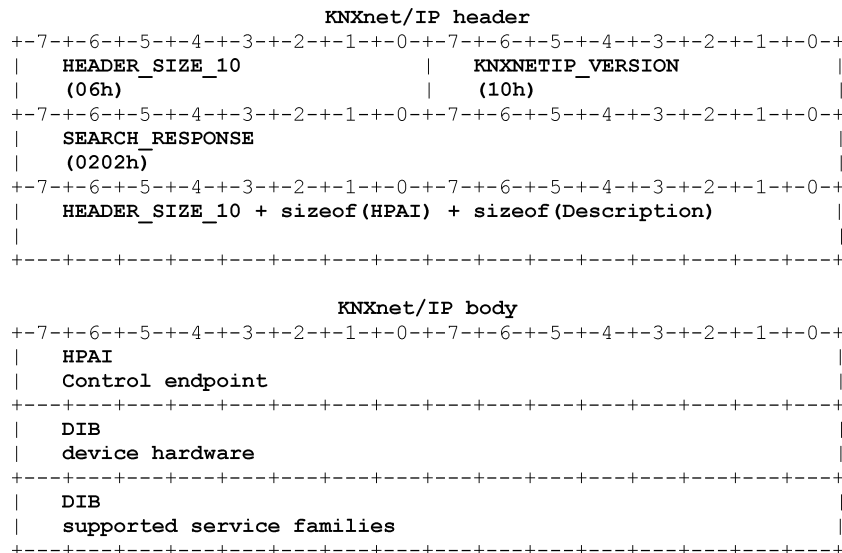 KNXnet/IP header
+-7-+-6-+-5-+-4-+-3-+-2-+-1-+-0-+-7-+-6-+-5-+-4-+-3-+-2-+-1-+-0-+
| HEADER_SIZE_10 | KNXNETIP_VERSION |
| (06h) | (10h) |
+-7-+-6-+-5-+-4-+-3-+-2-+-1-+-0-+-7-+-6-+-5-+-4-+-3-+-2-+-1-+-0-+
| SEARCH_RESPONSE |
| (0202h) |
+-7-+-6-+-5-+-4-+-3-+-2-+-1-+-0-+-7-+-6-+-5-+-4-+-3-+-2-+-1-+-0-+
| HEADER_SIZE_10 + sizeof(HPAI) + sizeof(Description) |
| |
+---+---+---+---+---+---+---+---+---+---+---+---+---+---+---+---+
KNXnet/IP body
+-7-+-6-+-5-+-4-+-3-+-2-+-1-+-0-+-7-+-6-+-5-+-4-+-3-+-2-+-1-+-0-+
| HPAI |
| Control endpoint |
+---+---+---+---+---+---+---+---+---+---+---+---+---+---+---+---+
| DIB |
| device hardware |
+---+---+---+---+---+---+---+---+---+---+---+---+---+---+---+---+
| DIB |
| supported service families |
+---+---+---+---+---+---+---+---+---+---+---+---+---+---+---+---+